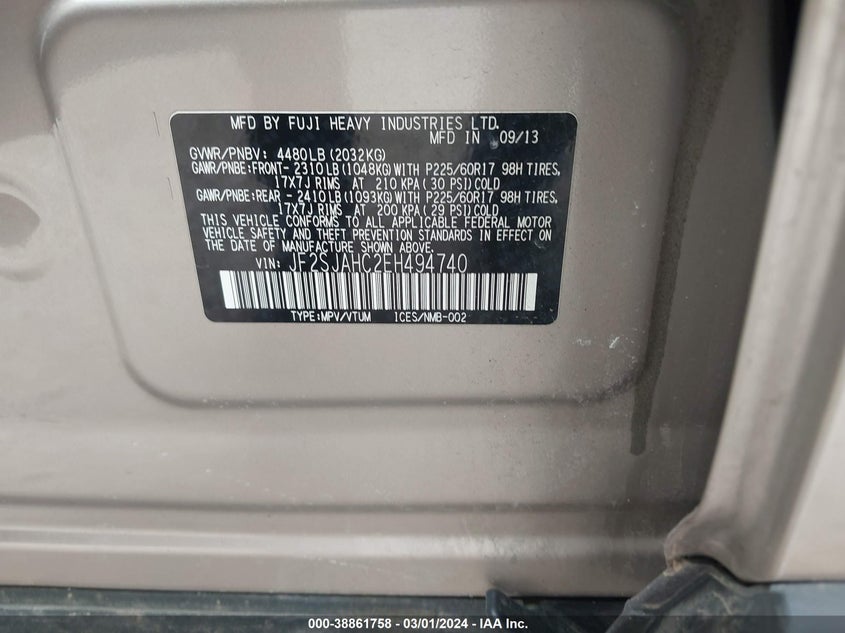 MFD BY FUJI HEAVY INDUSTRIES LTD.
MFD IN 09/13
GVWR/PNBV: 4480LB(2032KG)
GAWR/PNBE:FRONT- 2310LB(1048KG)WITH P225/60R17 98H TIRES,
17X7J RIMS AT 210 KPA(30 PSI)COLD
GAWR/PNBE:REAR - 2410LB(1093KG)WITH P225/60R17 98H TIRES,
17X7J RIMS AT 200 KPA(29 PSI)COLD
THIS VEHICLE CONFORMS TO ALL APPLICABLE FEDERAL MOTOR
VEHICLE SAFETY AND THEFT PREVENTION STANDARDS IN EFFECT ON
THE DATE OF MANUFACTURE SHOWN ABOVE.
VIN: JF2SJAHC2EH494740
TYPE:MPV/VTUM ICES/NMB-002
000-38861758 - 03/01/2024 - IAA Inc.